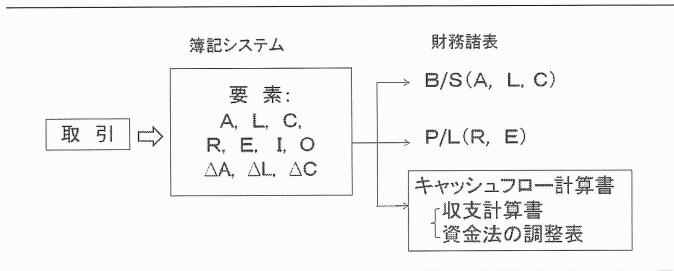 簿記システム
財務諸表
取 引
要 素:
A, L, C,
R, E, I, O
ΔA, ΔL, ΔC
B/S(A, L, C)
P/L(R, E)
キャッシュフロー計算書
収支計算書
資金法の調整表